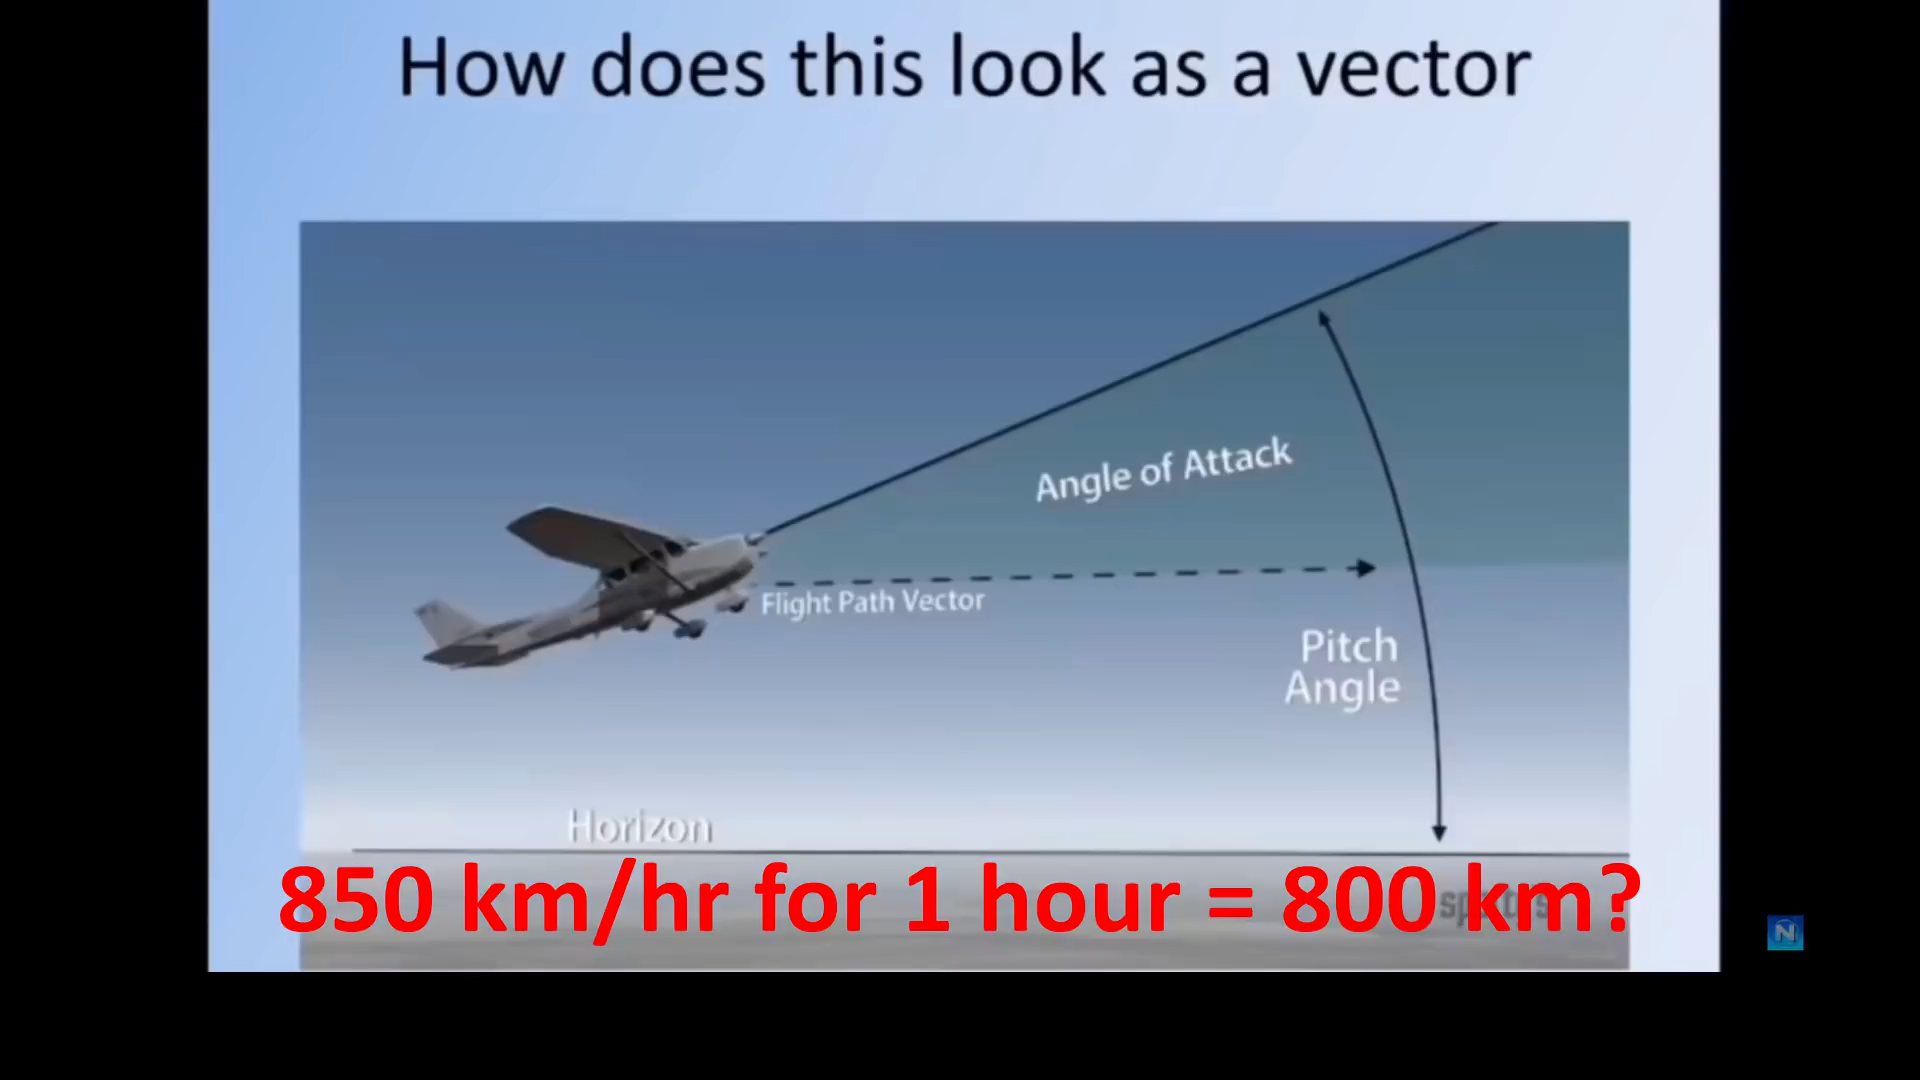 How does this look as a vector
Angle of Attack
Flight Path Vector
Pitch
Angle
Horizon
850 km/hr for 1 hour = 800 km?
N